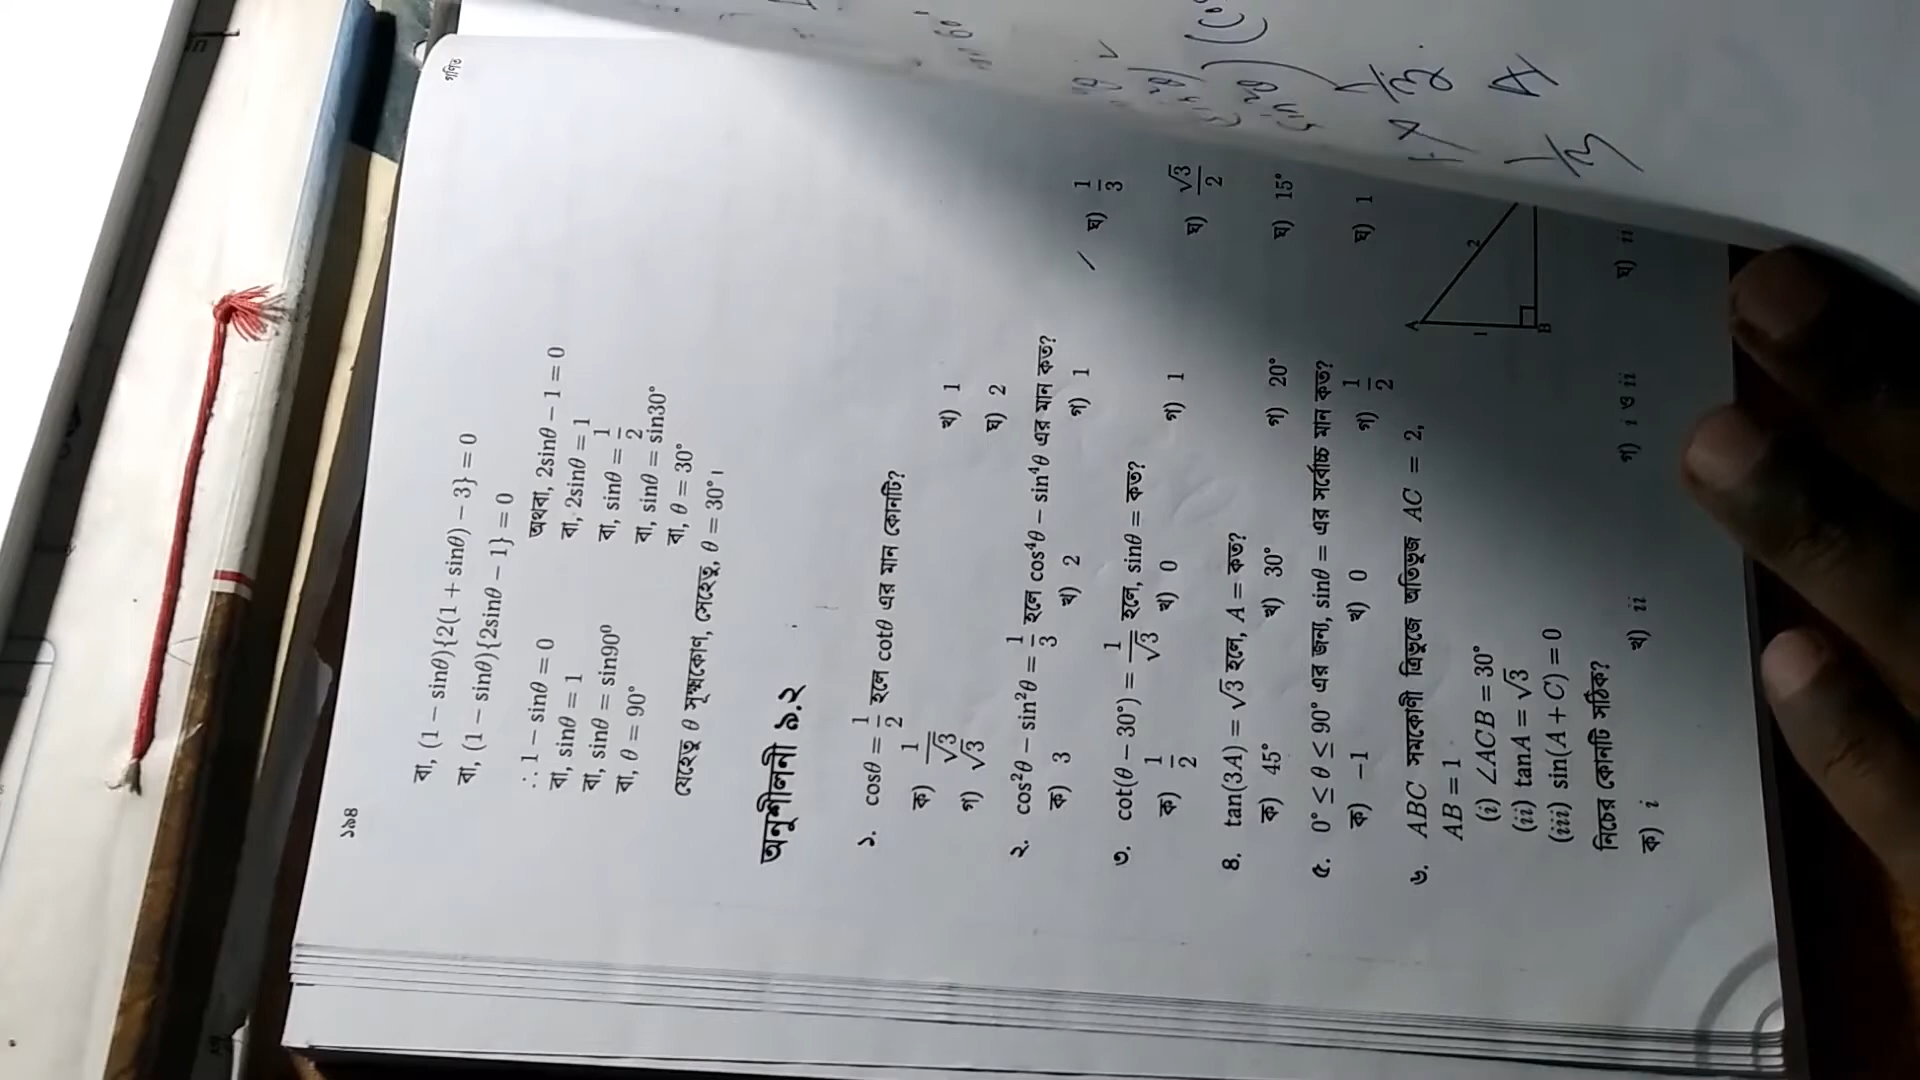 ১৯৪
গণিত
বা, (1 − sinθ){2(1 + sinθ) − 3} = 0
বা, (1 − sinθ){2sinθ − 1} = 0
∴ 1 − sinθ = 0 অথবা, 2sinθ − 1 = 0
বা, sinθ = 1 বা, 2sinθ = 1
বা, sinθ = sin90° বা, sinθ = 1/2
বা, θ = 90° বা, sinθ = sin30°
বা, θ = 30°
যেহেতু θ সূক্ষ্মকোণ, সেহেতু, θ = 30°।
অনুশীলনী ৯.২
১. cosθ = 1/2 হলে cotθ এর মান কোনটি?
ক) 1/√3 খ) 1
গ) √3 ঘ) 2
২. cos²θ − sin²θ = 1/3 হলে cos⁴θ − sin⁴θ এর মান কত?
ক) 3 খ) 2 গ) 1 ঘ) 1/3
৩. cot(θ − 30°) = 1/√3 হলে, sinθ = কত?
ক) 1/2 খ) 0 গ) 1 ঘ) √3/2
৪. tan(3A) = √3 হলে, A = কত?
ক) 45° খ) 30° গ) 20° ঘ) 15°
৫. 0° ≤ θ ≤ 90° এর জন্য, sinθ = এর সর্বোচ্চ মান কত?
ক) −1 খ) 0 গ) 1/2 ঘ) 1
৬. ABC সমকোণী ত্রিভুজে অতিভুজ AC = 2,
AB = 1
(i) ∠ACB = 30°
(ii) tanA = √3
(iii) sin(A + C) = 0
A
2
1
B
নিচের কোনটি সঠিক?
ক) i খ) ii গ) i ও ii ঘ) ii